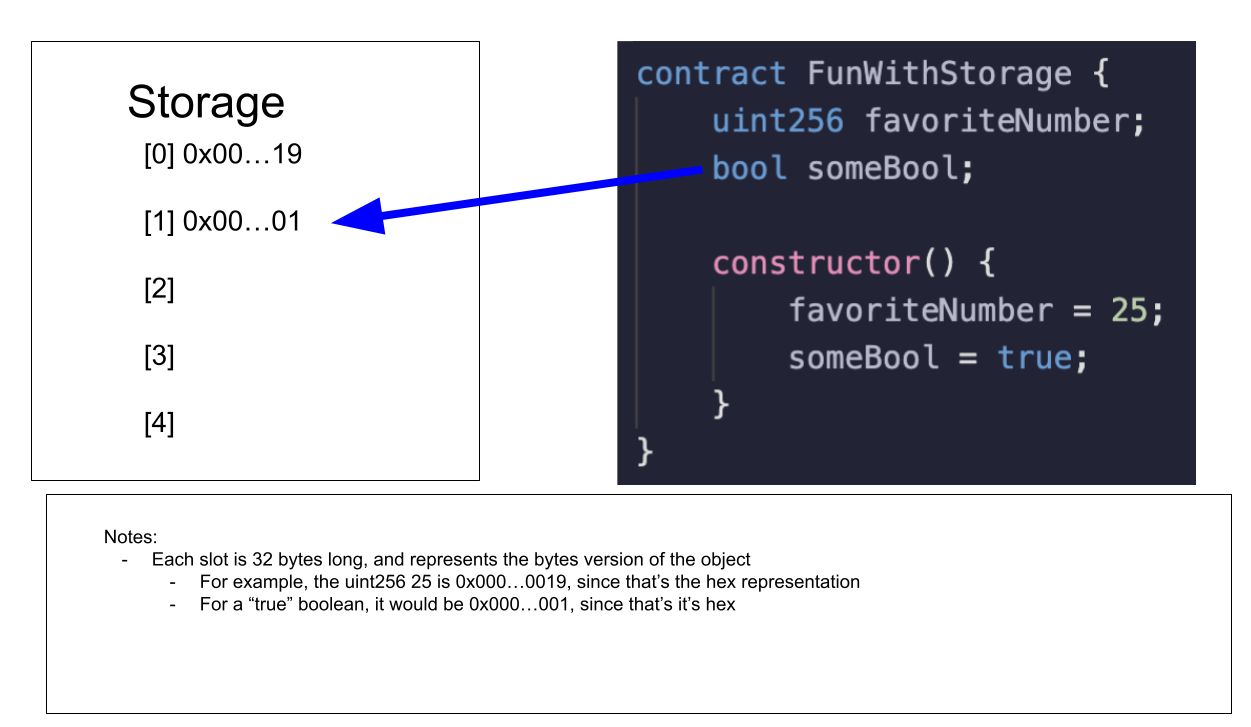 Storage
[0] 0x00…19
[1] 0x00…01
[2]
[3]
[4]
contract FunWithStorage {
uint256 favoriteNumber;
bool someBool;
constructor() {
favoriteNumber = 25;
someBool = true;
}
}
Notes:
- Each slot is 32 bytes long, and represents the bytes version of the object
- For example, the uint256 25 is 0x000…0019, since that’s the hex representation
- For a “true” boolean, it would be 0x000…001, since that’s it’s hex